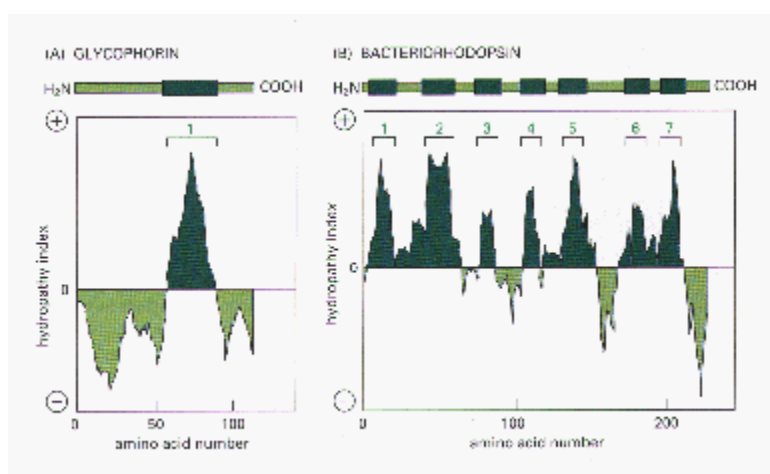 (A) GLYCOPHORIN
H₂N COOH
+
1
hydropathy index
0
−
0 50 100
amino acid number
(B) BACTERIORHODOPSIN
H₂N COOH
+
1 2 3 4 5 6 7
hydropathy index
0
−
0 100 200
amino acid number